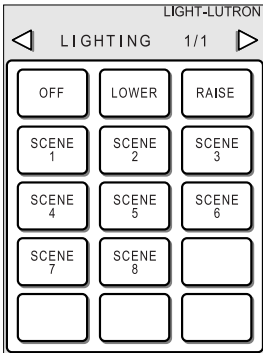 LIGHT-LUTRON
LIGHTING 1/1
OFF LOWER RAISE
SCENE 1 SCENE 2 SCENE 3
SCENE 4 SCENE 5 SCENE 6
SCENE 7 SCENE 8